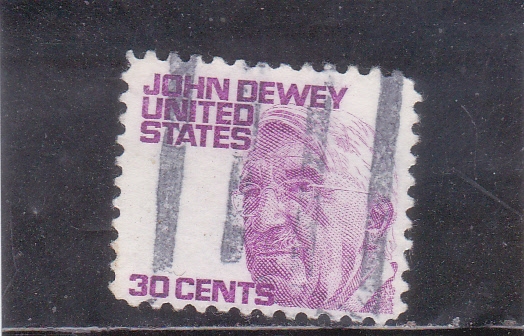 JOHN DEWEY
UNITED
STATES
30 CENTS